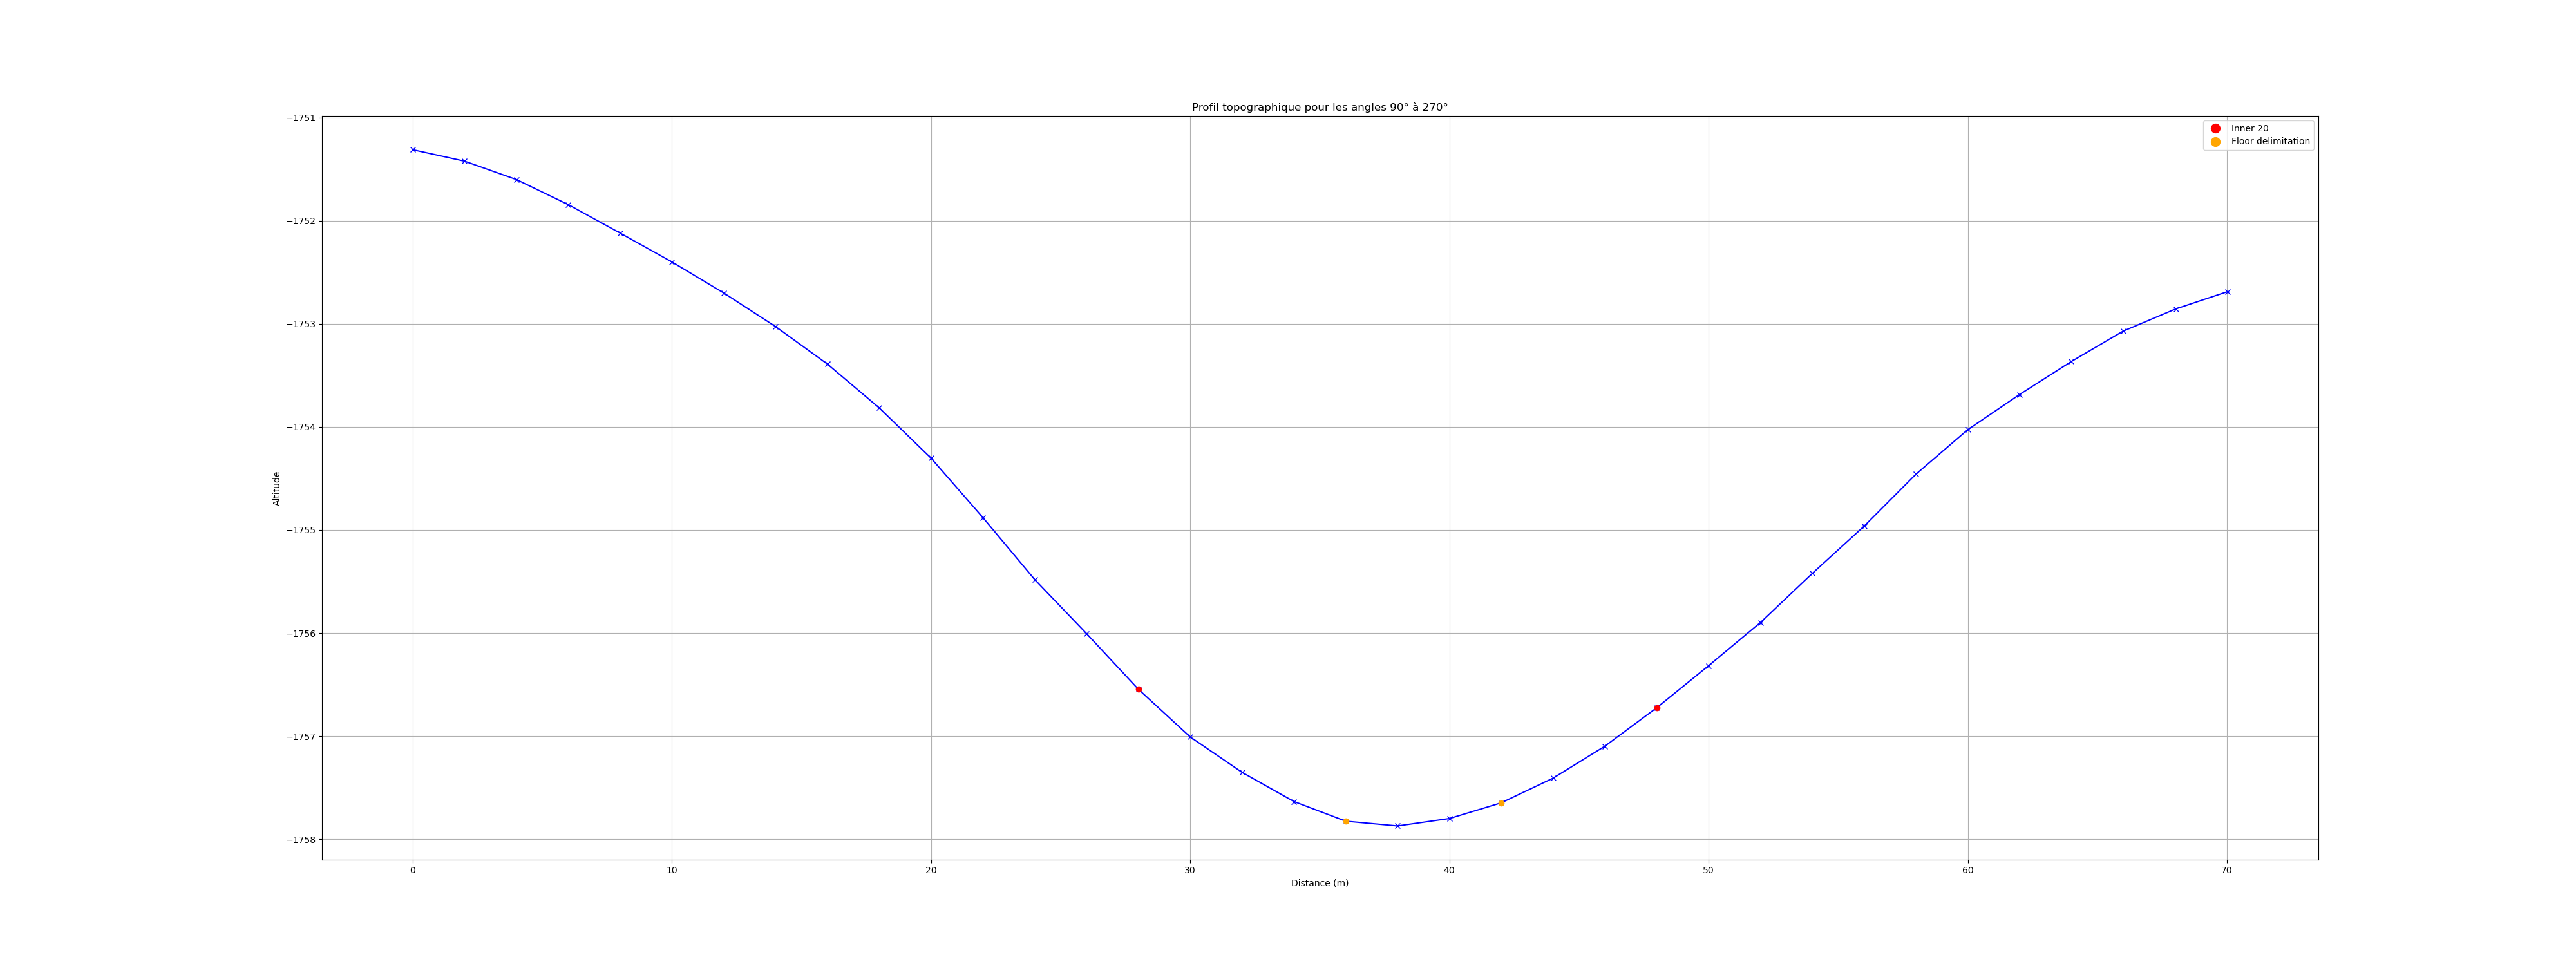 Profil topographique pour les angles 90° à 270°
Inner 20
Floor delimitation
−1751
−1752
−1753
−1754
−1755
−1756
−1757
−1758
Altitude
0 10 20 30 40 50 60 70
Distance (m)